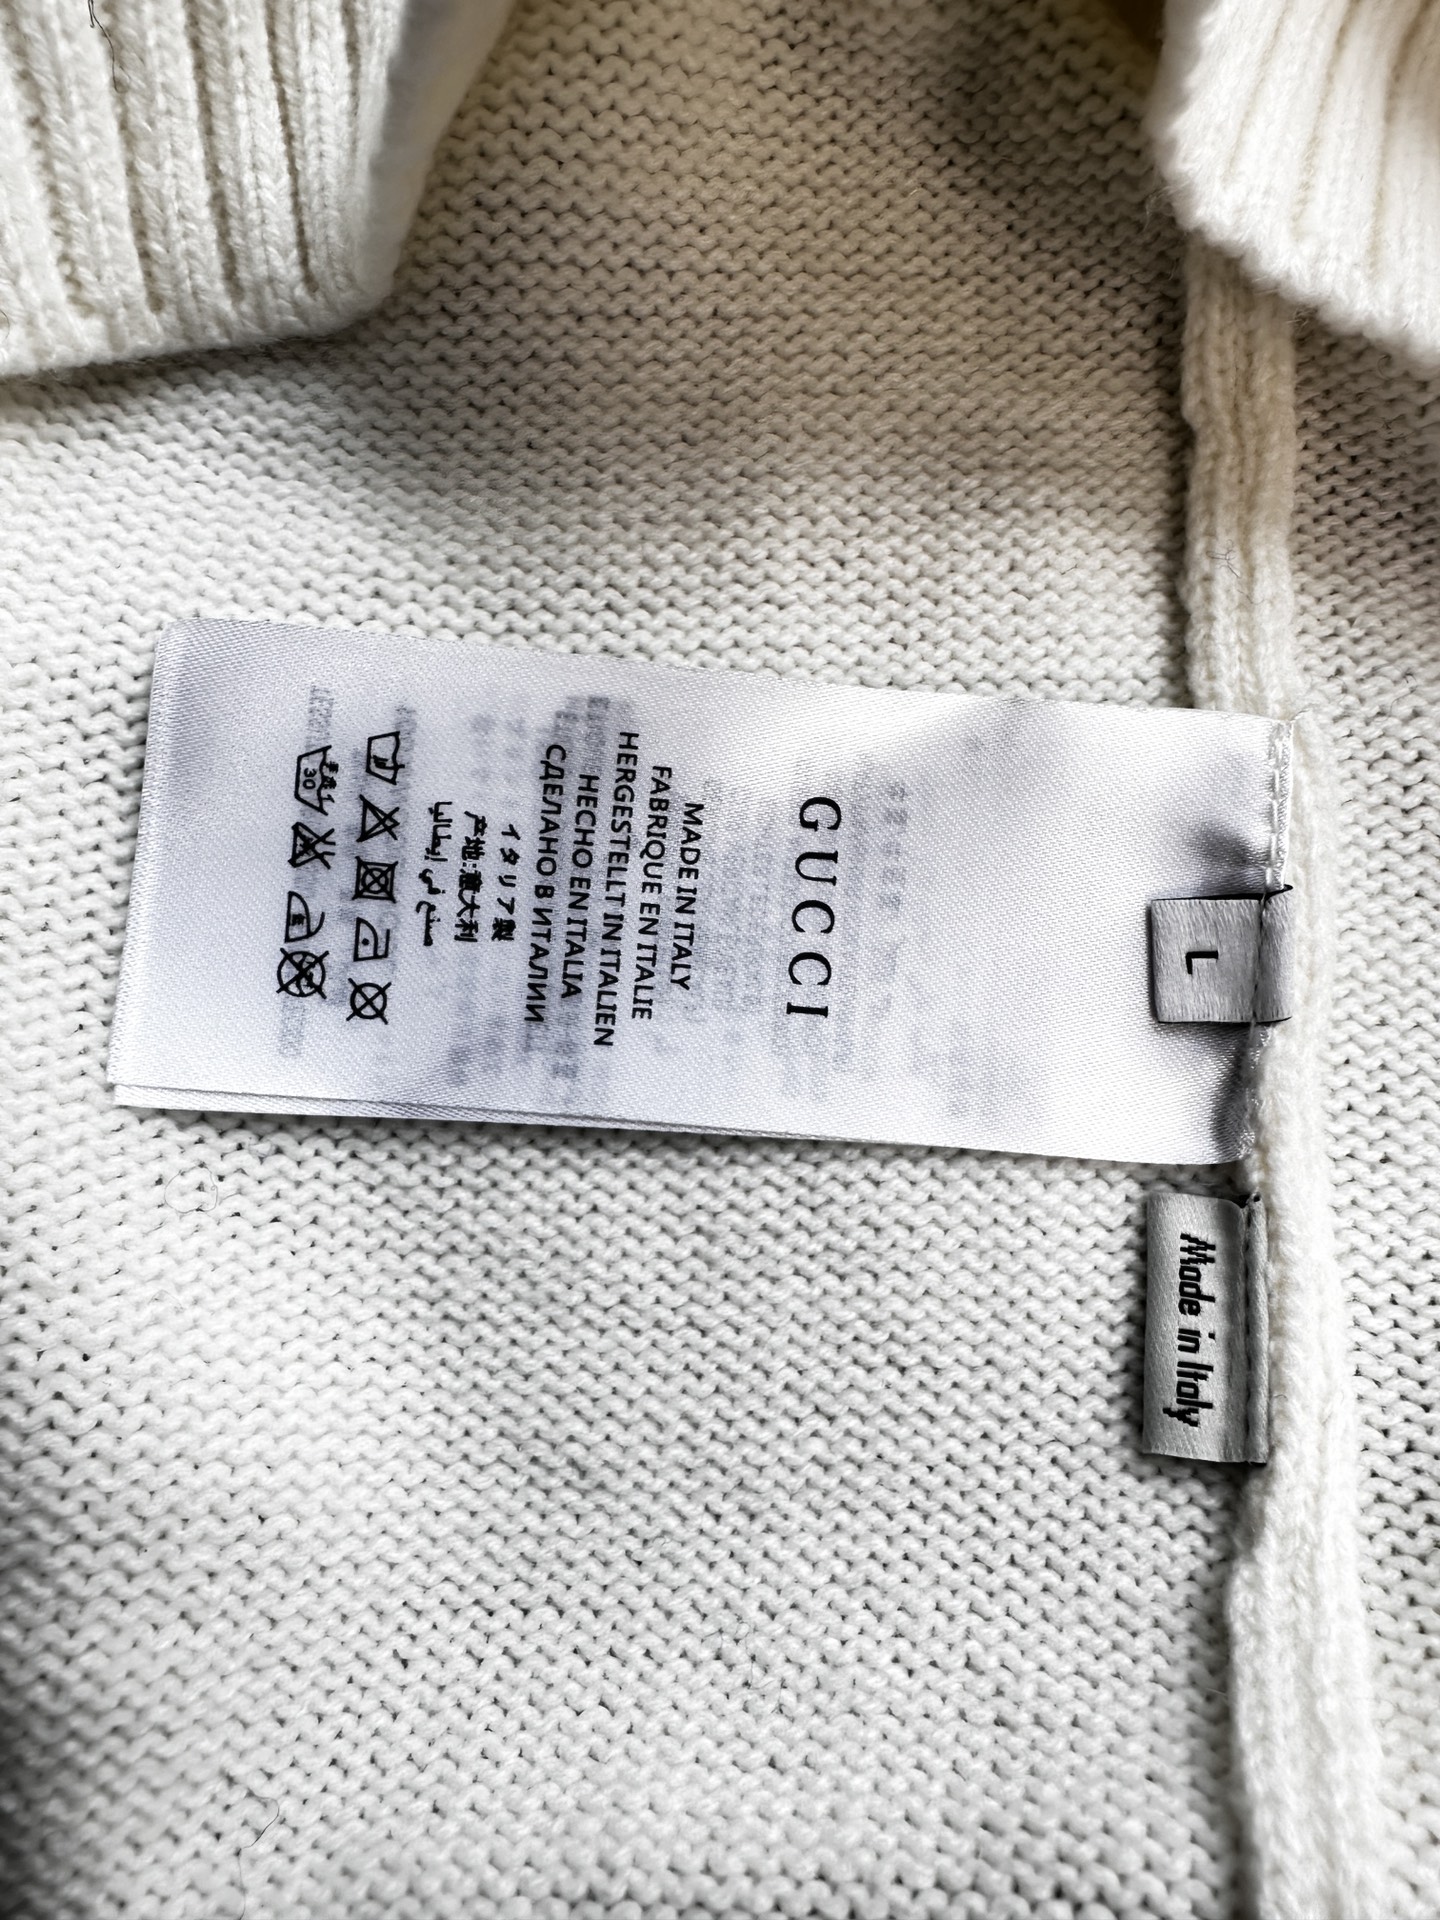 GUCCI
MADE IN ITALY
FABRIQUE EN ITALIE
HERGESTELLT IN ITALIEN
HECHO EN ITALIA
СДЕЛАНО В ИТАЛИИ
イタリア製
产地:意大利
صنع في إيطاليا
30
L
Made in Italy